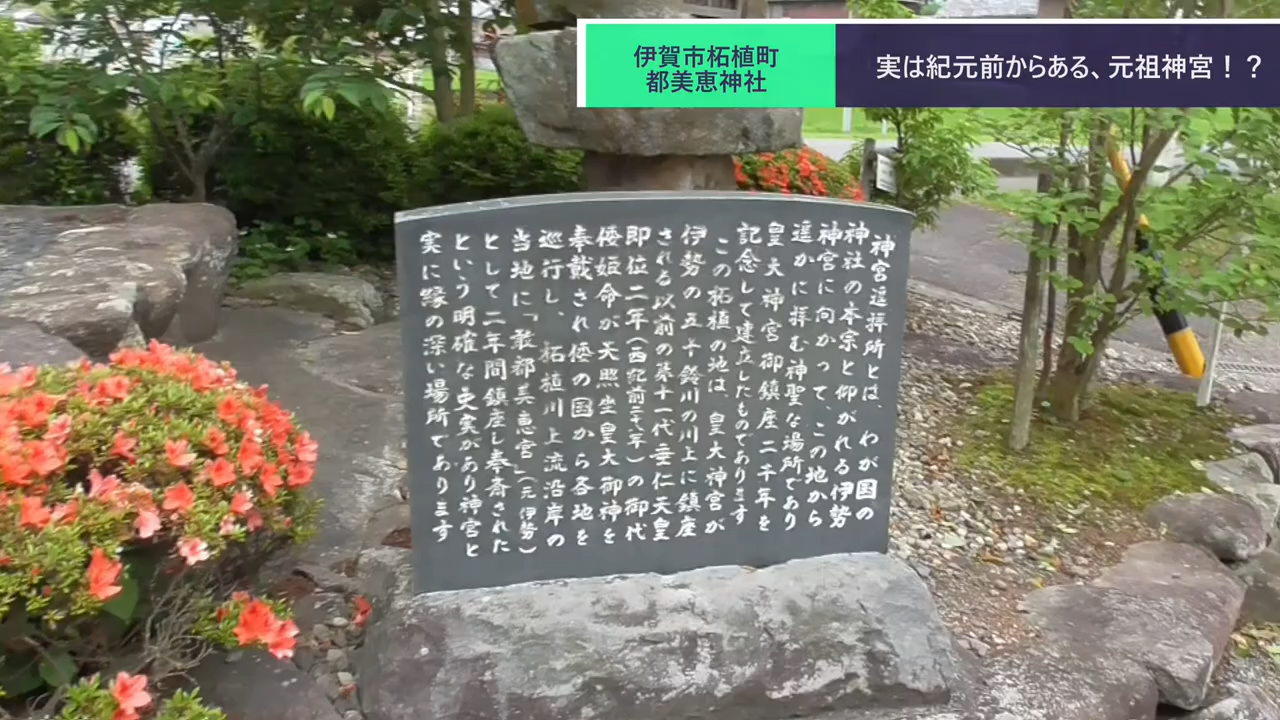 伊賀市柘植町
都美恵神社
実は紀元前からある、元祖神宮！？
神宮遥拝所とは、わが国の
神社の本宗と仰がれる伊勢
神宮に向かって、この地から
遥かに拝む神聖な場所であり
皇大神宮御鎮座二千年を
記念して建立したものであります
この柘植の地は、皇大神宮が
伊勢の五十鈴川の川上に鎮座
される以前の第十一代垂仁天皇
即位二年（西紀前二八年）の御代
倭姫命が天照坐皇大御神を
奉戴され倭の国から各地を
巡行し、柘植川上流沿岸の
当地に「敢都美恵宮」（元伊勢）
として二年間鎮座し奉斎された
という明確な史実があり神宮と
実に縁の深い場所であります